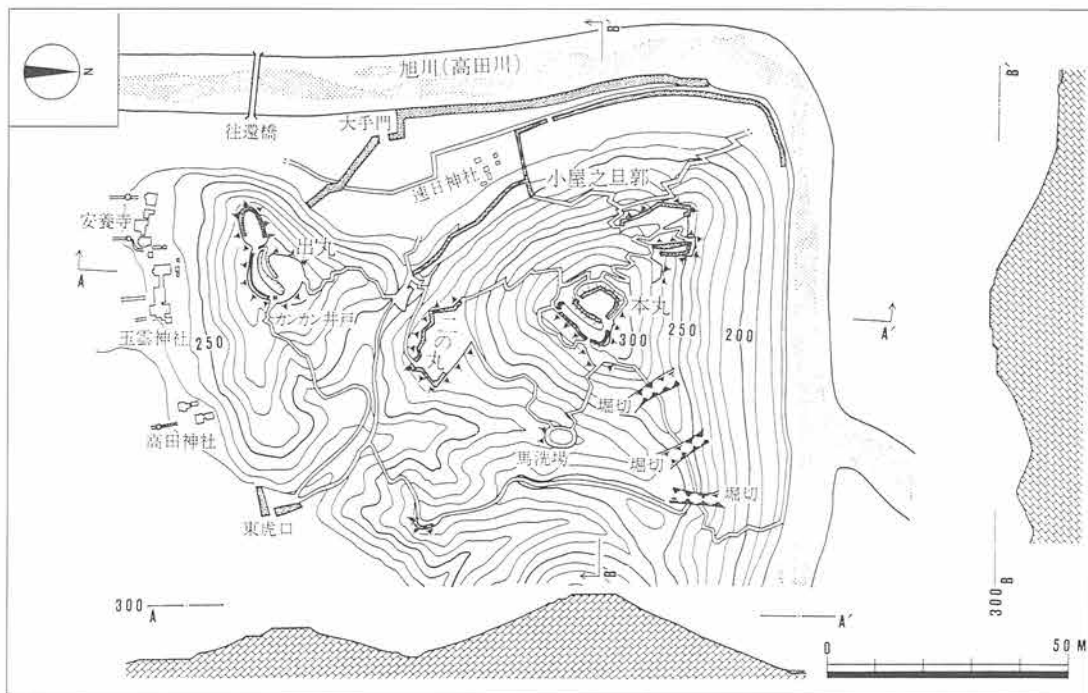 N
B'
旭川(高田川)
B'
往還橋
大手門
速日神社
小屋之旦郭
安養寺
出丸
A
カンカン井戸
二の丸
本丸
A'
玉雲神社
250
300
250
200
堀切
高田神社
馬洗場
堀切
堀切
東虎口
B
300
A
A'
300
B
0
50 M